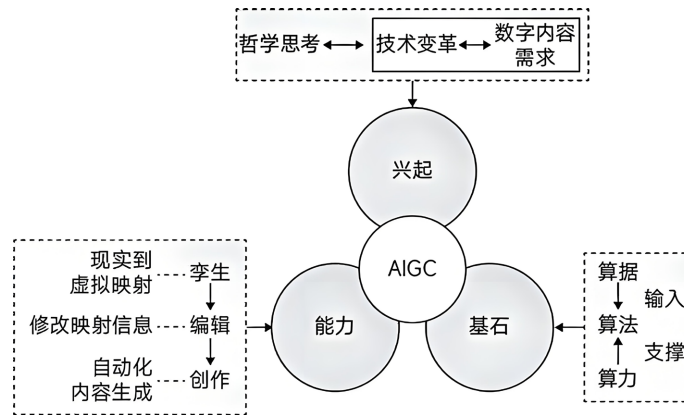 哲学思考
技术变革
数字内容
需求
兴起
AIGC
能力
基石
现实到
虚拟映射
孪生
修改映射信息
编辑
自动化
内容生成
创作
算据
输入
算法
支撑
算力